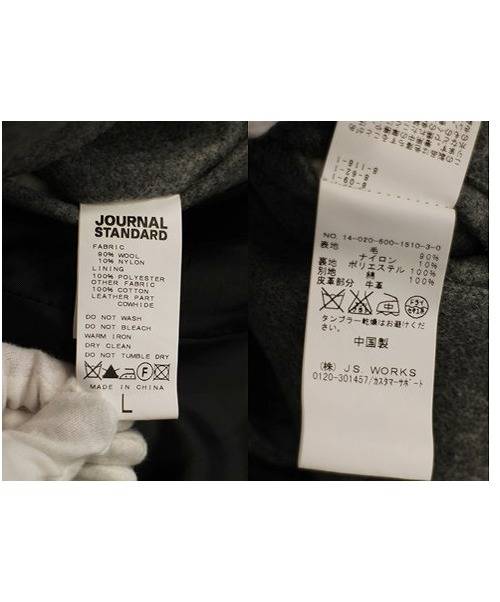 JOURNAL
STANDARD
FABRIC
90% WOOL
10% NYLON
LINING
100% POLYESTER
OTHER FABRIC
100% COTTON
LEATHER PART
COWHIDE
DO NOT WASH
DO NOT BLEACH
WARM IRON
DRY CLEAN
DO NOT TUMBLE DRY
F
MADE IN CHINA
L
NO. 14-020-600-1510-3-0
表地 毛 90%
ナイロン 10%
裏地 ポリエステル 100%
別地 綿 100%
皮革部分 牛革
中 ドライ
タンブラー乾燥はお避けくだ
さい。
中国製
(株) JS WORKS
0120-301457/カスタマーサポート